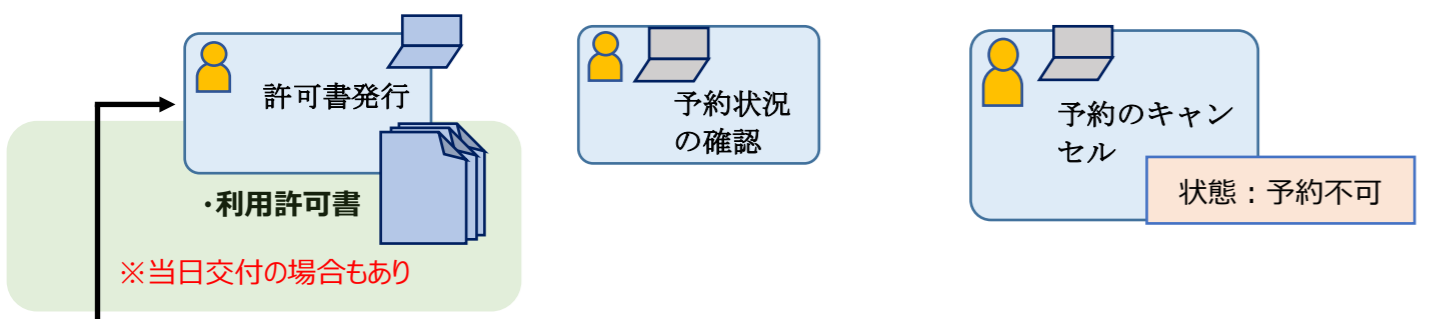 許可書発行
・利用許可書
※当日交付の場合もあり
予約状況
の確認
予約のキャン
セル
状態：予約不可